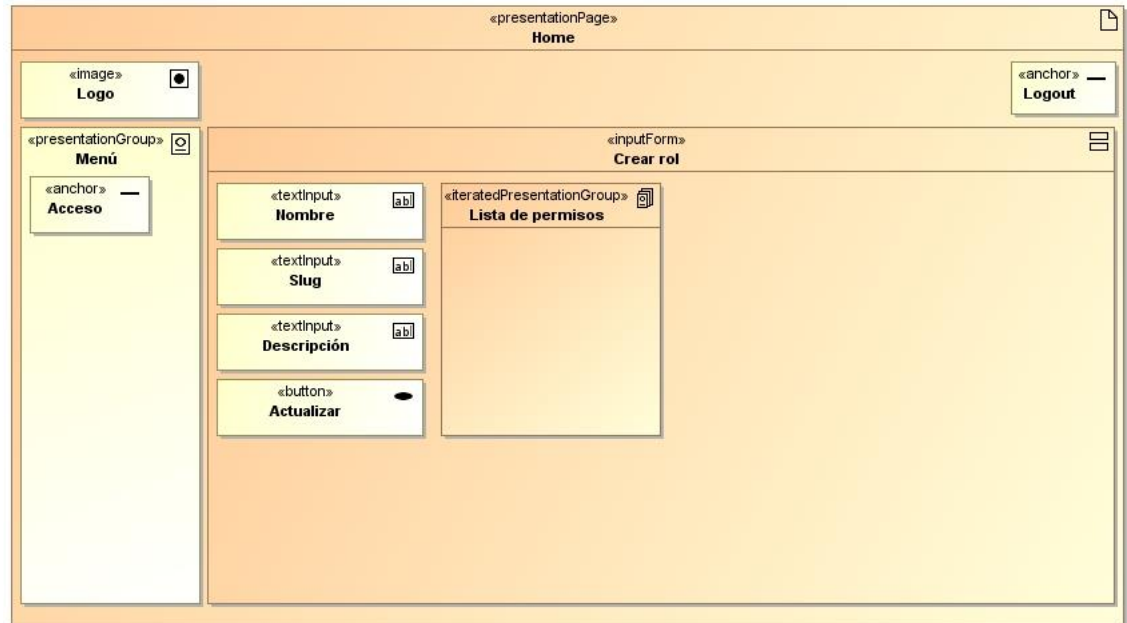 «presentationPage»
Home
«image»
Logo
«anchor»
Logout
«presentationGroup»
Menú
«anchor»
Acceso
«inputForm»
Crear rol
«textInput»
Nombre
«textInput»
Slug
«textInput»
Descripción
«button»
Actualizar
«iteratedPresentationGroup»
Lista de permisos